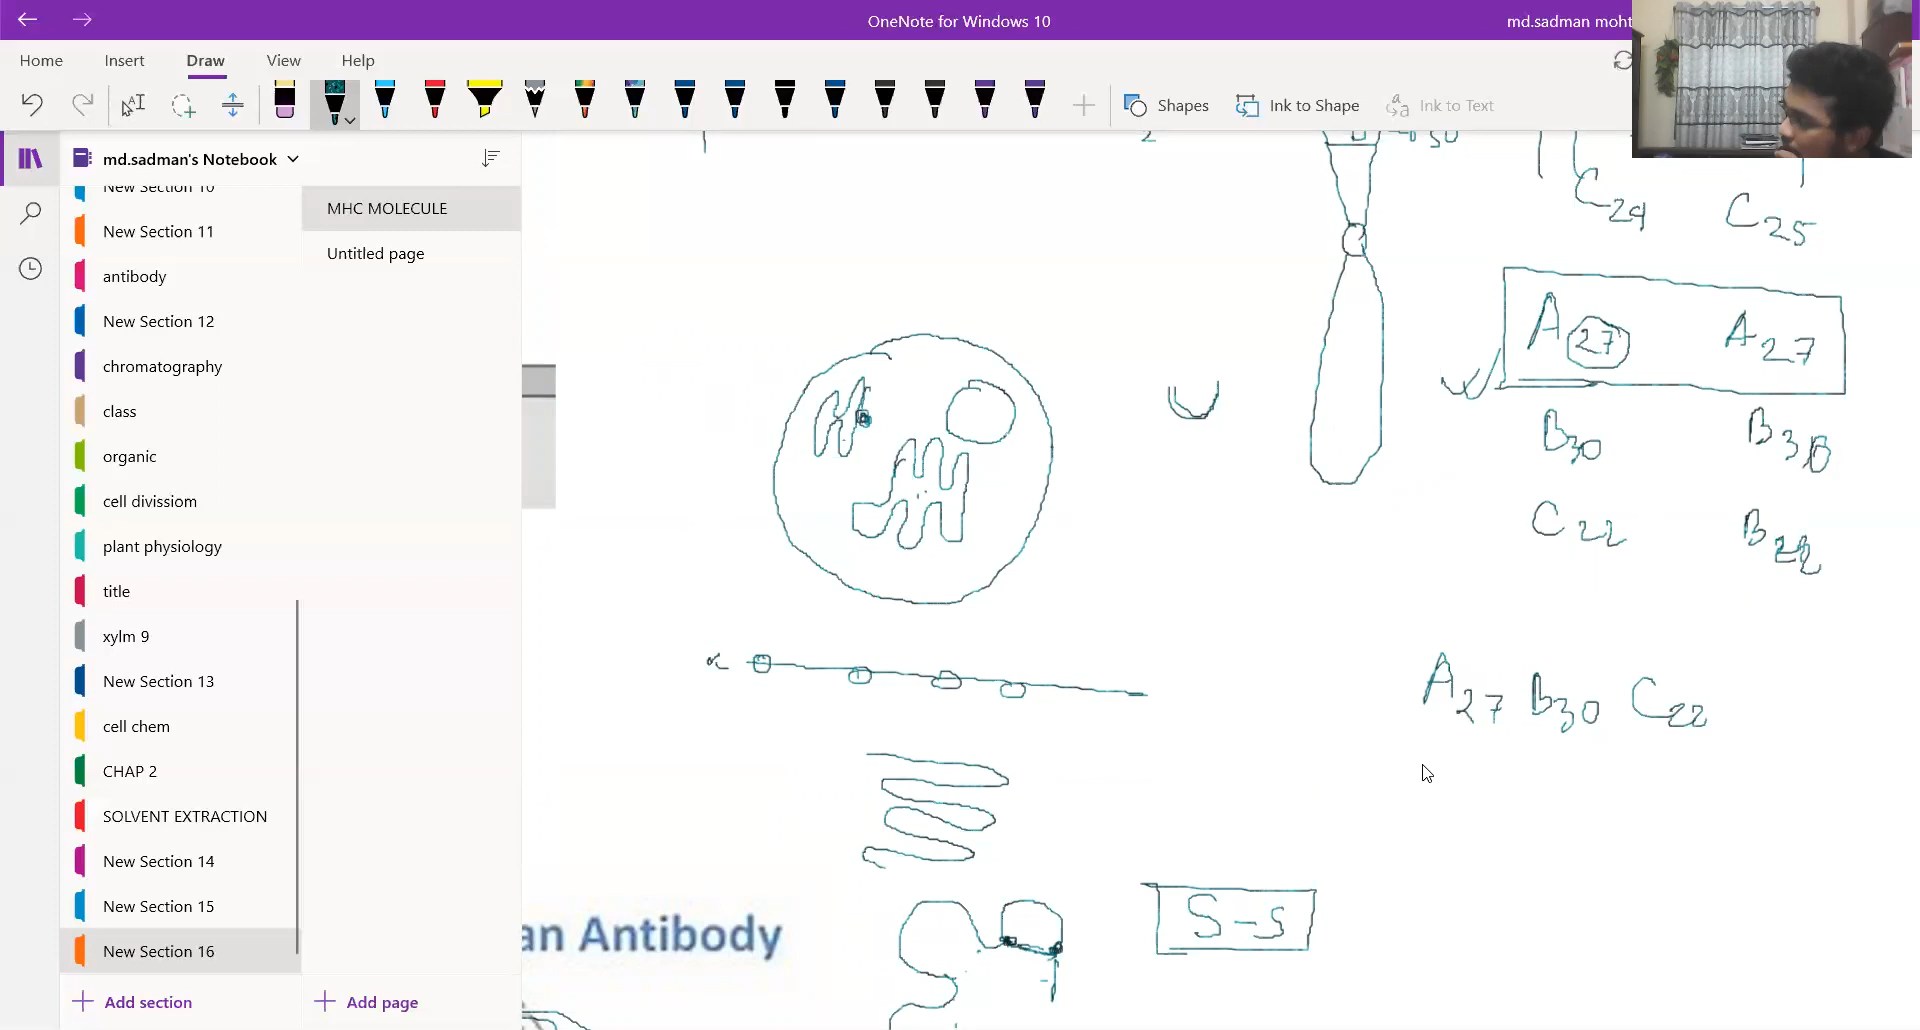 OneNote for Windows 10
md.sadman moht
Home Insert Draw View Help
Shapes Ink to Shape Ink to Text
md.sadman's Notebook
New Section 10
New Section 11
antibody
New Section 12
chromatography
class
organic
cell divissiom
plant physiology
title
xylm 9
New Section 13
cell chem
CHAP 2
SOLVENT EXTRACTION
New Section 14
New Section 15
New Section 16
Add section
MHC MOLECULE
Untitled page
Add page
2
C24 C25
A27 A27
B30
C22
A27 B30 C22
S-S
an Antibody